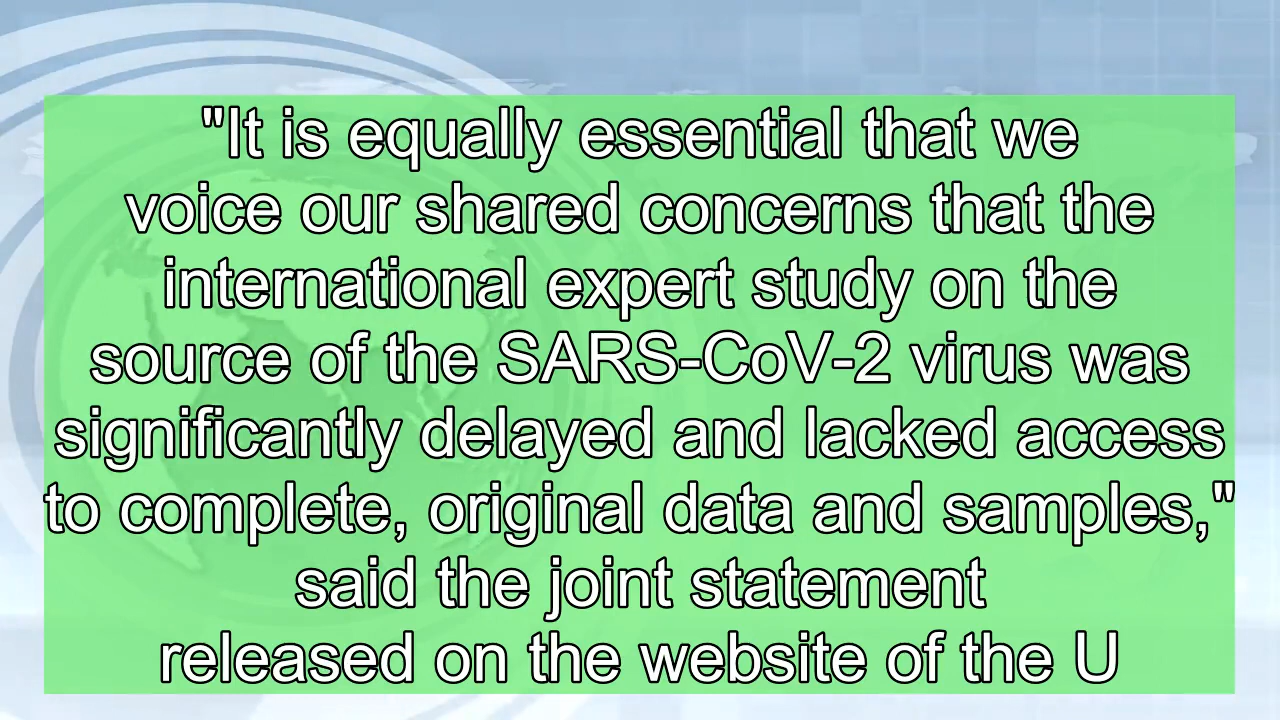 "It is equally essential that we
voice our shared concerns that the
international expert study on the
source of the SARS-CoV-2 virus was
significantly delayed and lacked access
to complete, original data and samples,"
said the joint statement
released on the website of the U